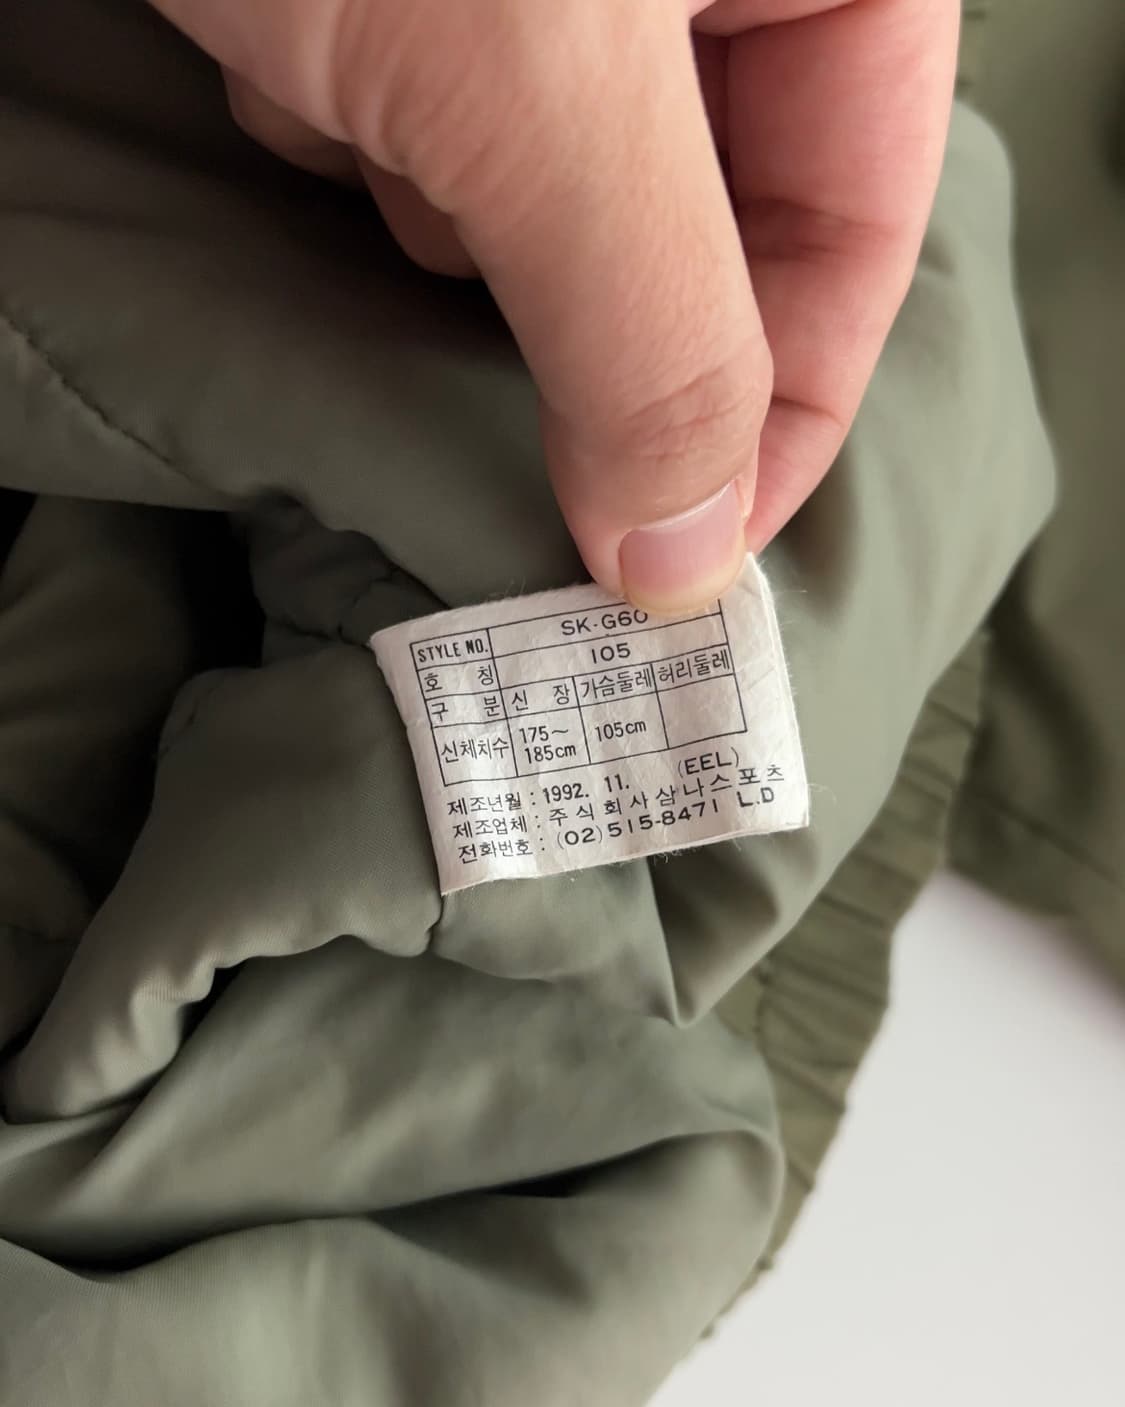 STYLE NO. SK-G60
호 칭 105
구 분 신 장 가슴둘레 허리둘레
신체치수 175~185cm 105cm
제조년월 : 1992. 11. (EEL)
제조업체 : 주식회사삼나스포츠
전화번호 : (02)515-8471 L.D